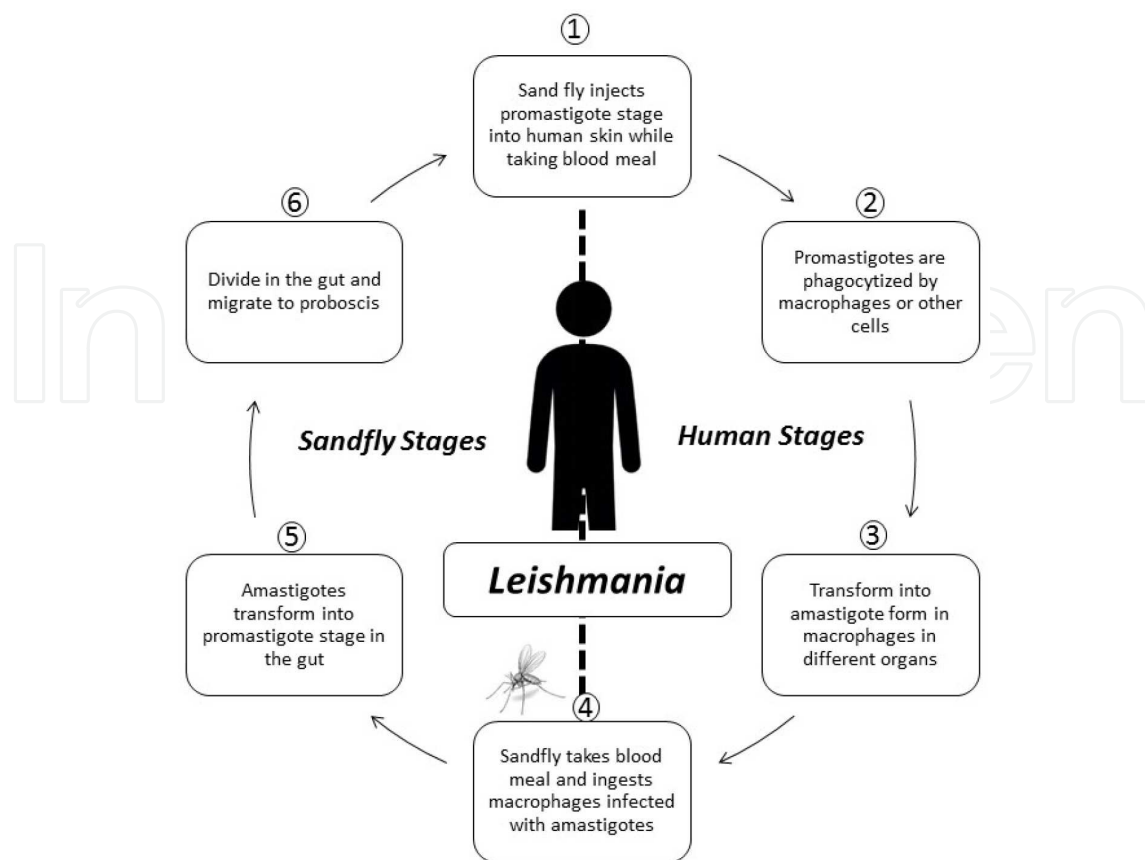 ①
Sand fly injects
promastigote stage
into human skin while
taking blood meal
②
Promastigotes are
phagocytized by
macrophages or other
cells
③
Transform into
amastigote form in
macrophages in
different organs
④
Sandfly takes blood
meal and ingests
macrophages infected
with amastigotes
⑤
Amastigotes
transform into
promastigote stage in
the gut
⑥
Divide in the gut and
migrate to proboscis
Sandfly Stages
Human Stages
Leishmania
In
en